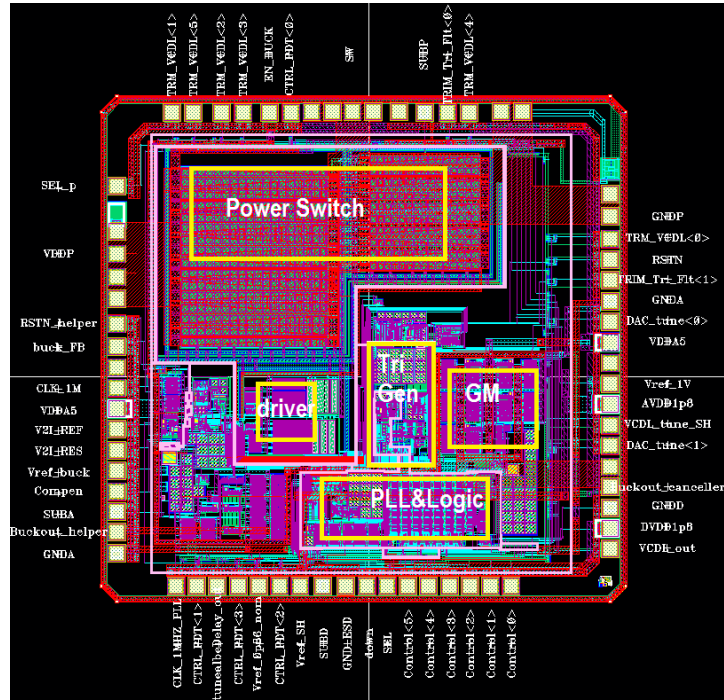 TRM_VCDL<1>
TRM_VCDL<5>
TRM_VCDL<2>
TRM_VCDL<3>
EN_BUCK
CTRL_PDT<0>
SW
SUBP
TRIM_Tri_Flt<0>
TRM_VCDL<4>
SEL_p
VDDP
RSTN_helper
buck_FB
CLK_1M
VDDA5
V2I_REF
V2I_RES
Vref_buck
Compen
SUBA
Buckout_helper
GNDA
Power Switch
driver
Tri
Gen
GM
PLL&Logic
GNDP
TRM_VCDL<0>
RSTN
TRIM_Tri_Flt<1>
GNDA
DAC_tune<0>
VDDA5
Vref_1V
AVDD1p8
VCDL_tune_SH
DAC_tune<1>
uckout_canceller
GNDD
DVDD1p8
VCDL_out
CLK_1MHZ_PLL
CTRL_PDT<1>
CTRL_PDT<3>
CTRL_PDT<2>
Vref_SH
SUBD
GND_ESD
down
SEL
Control<5>
Control<4>
Control<3>
Control<2>
Control<1>
Control<0>